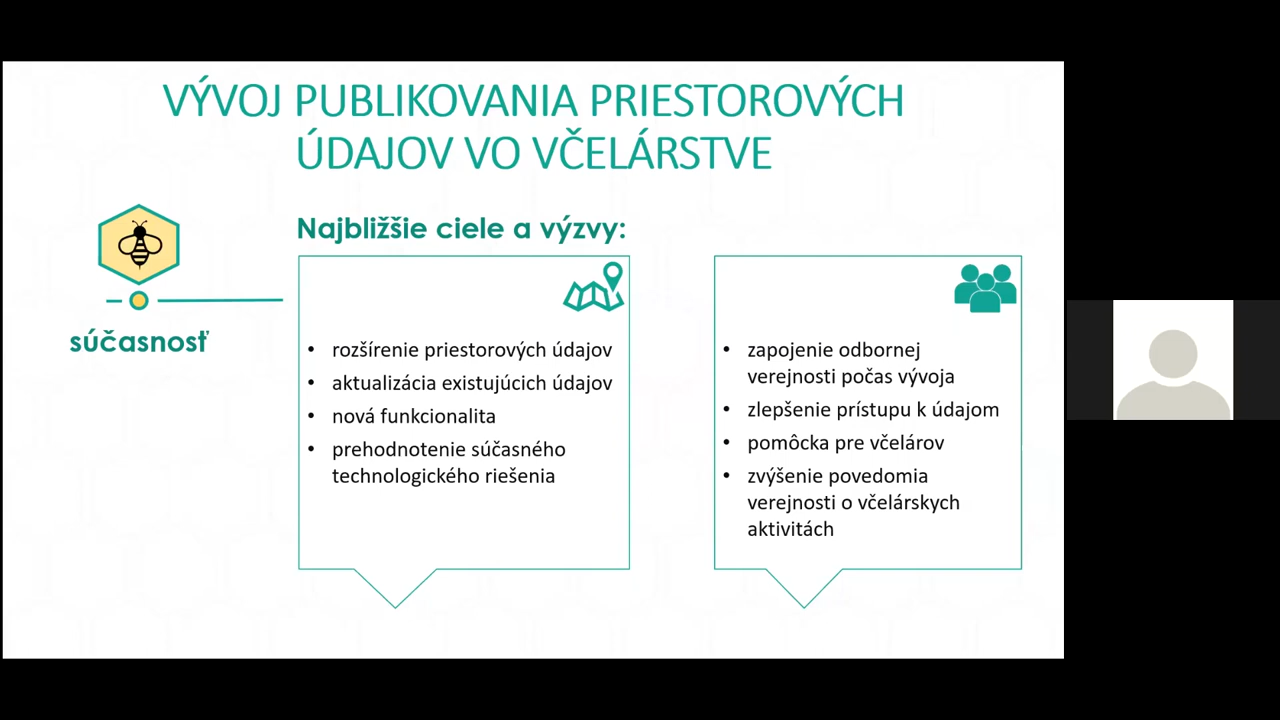 VÝVOJ PUBLIKOVANIA PRIESTOROVÝCH
ÚDAJOV VO VČELÁRSTVE
súčasnosť
Najbližšie ciele a výzvy:
• rozšírenie priestorových údajov
• aktualizácia existujúcich údajov
• nová funkcionalita
• prehodnotenie súčasného
technologického riešenia
• zapojenie odbornej
verejnosti počas vývoja
• zlepšenie prístupu k údajom
• pomôcka pre včelárov
• zvýšenie povedomia
verejnosti o včelárskych
aktivitách